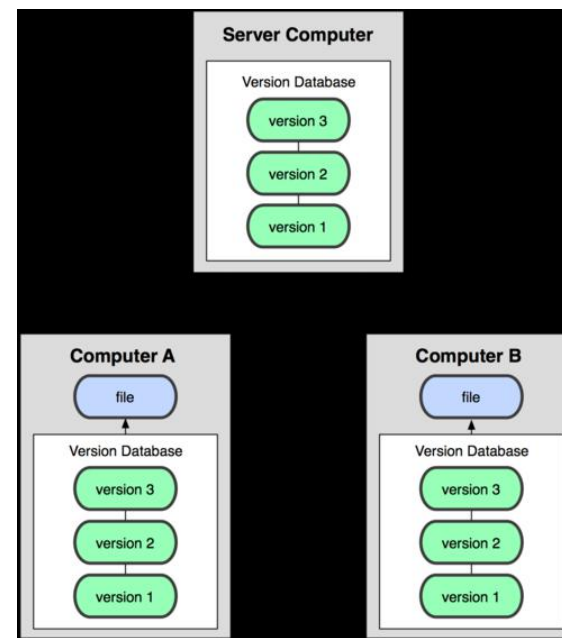 Server Computer
Version Database
version 3
version 2
version 1
Computer A
file
Version Database
version 3
version 2
version 1
Computer B
file
Version Database
version 3
version 2
version 1